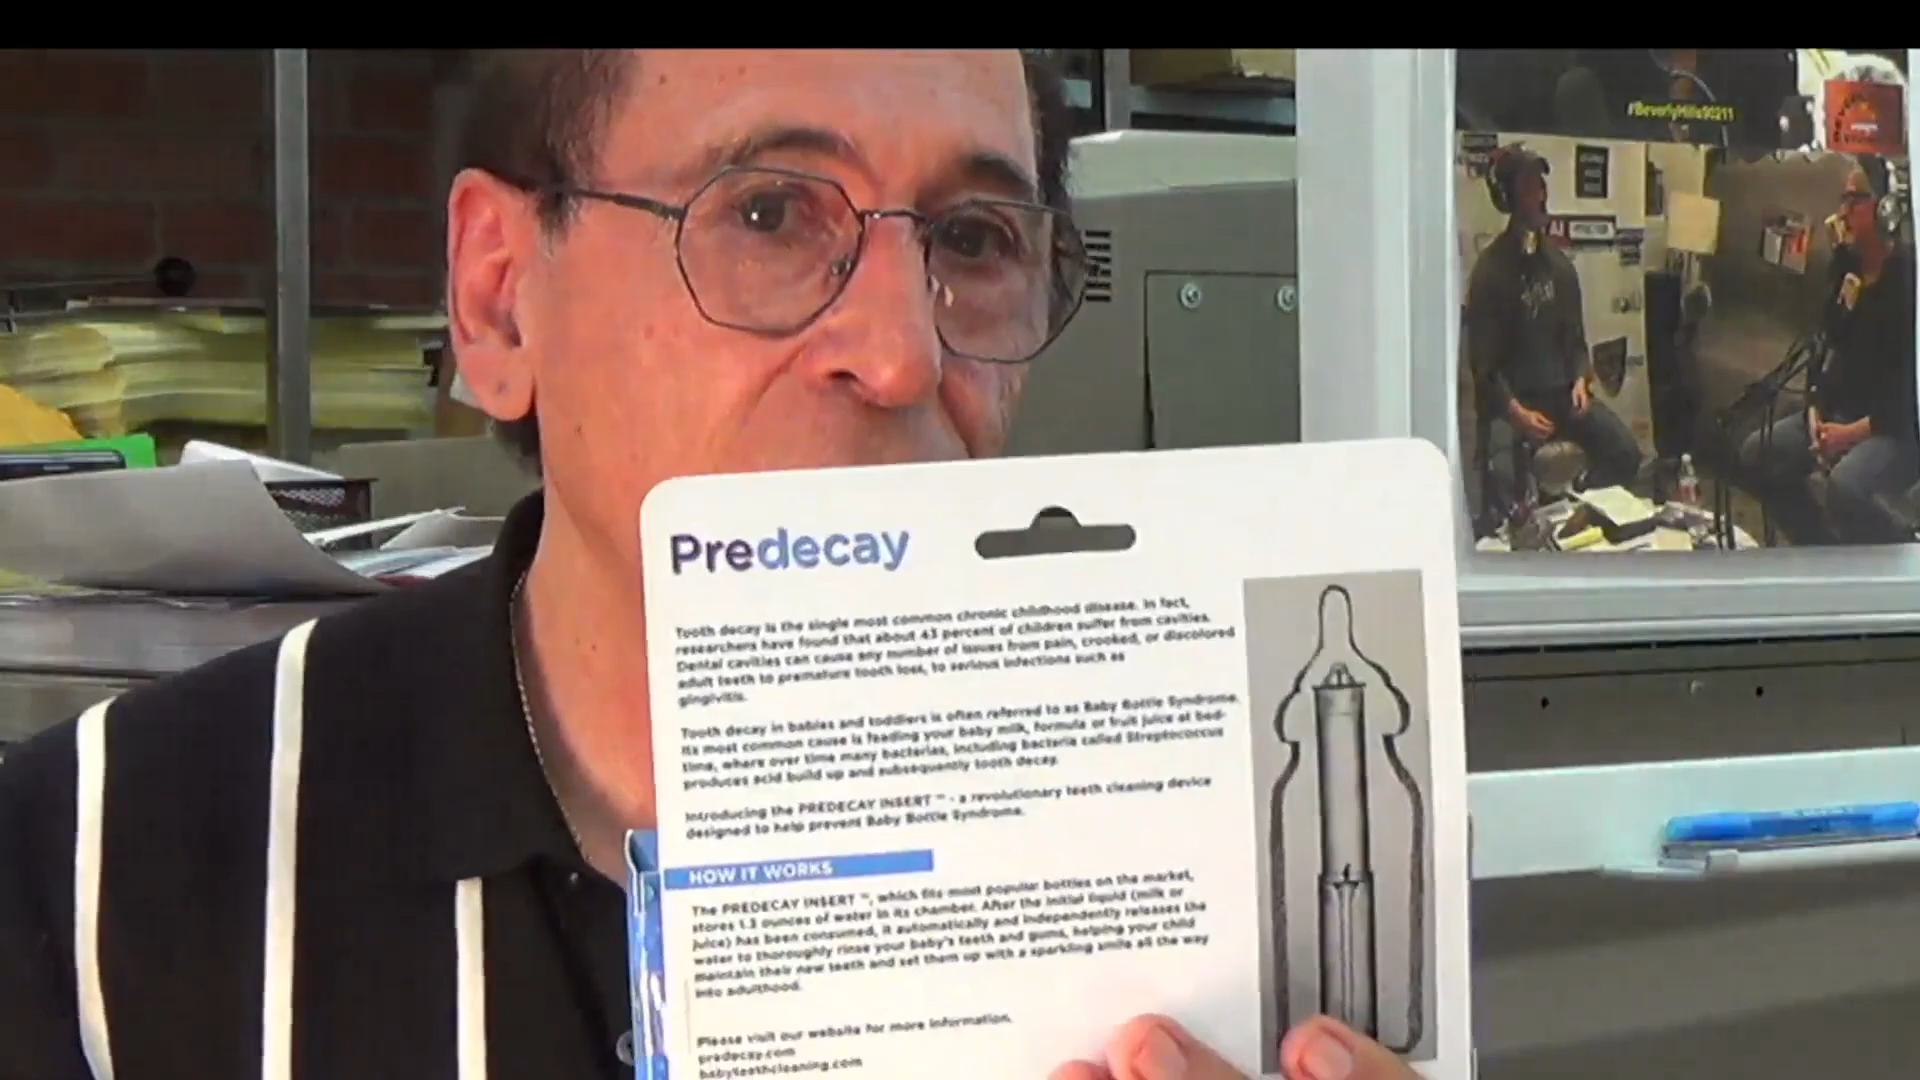 #BeverlyHills90211
AI
Predecay
Tooth decay is the single most common chronic childhood disease. In fact,
researchers have found that about 43 percent of children suffer from cavities.
Dental cavities can cause any number of issues from pain, crooked, or discolored
adult teeth to premature tooth loss, to serious infections such as
gingivitis.
Tooth decay in babies and toddlers is often referred to as Baby Bottle Syndrome.
Its most common cause is feeding your baby milk, formula or fruit juice at bed-
time, where over time many bacterias, including bacteria called Streptococcus
produces acid build up and subsequently tooth decay.
Introducing the PREDECAY INSERT™ - a revolutionary teeth cleaning device
designed to help prevent Baby Bottle Syndrome.
HOW IT WORKS
The PREDECAY INSERT™, which fits most popular bottles on the market,
stores 1.3 ounces of water in its chamber. After the initial liquid (milk or
juice) has been consumed, it automatically and independently releases the
water to thoroughly rinse your baby's teeth and gums, helping your child
maintain their new teeth and set them up with a sparkling smile all the way
into adulthood.
Please visit our website for more information.
predecay.com
babyteethcleaning.com